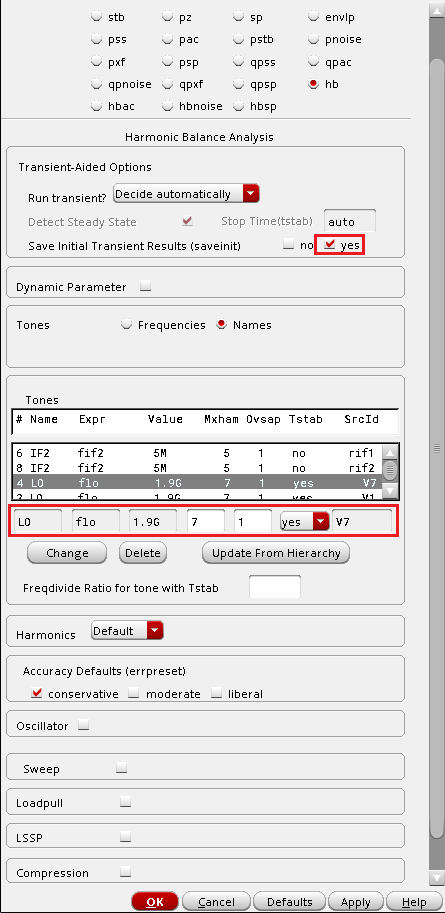 stb pz sp envlp
pss pac pstb pnoise
pxf psp qpss qpac
qpnoise qpxf qpsp hb
hbac hbnoise hbsp
Harmonic Balance Analysis
Transient-Aided Options
Run transient? Decide automatically
Detect Steady State Stop Time(tstab) auto
Save Initial Transient Results (saveinit) no yes
Dynamic Parameter
Tones Frequencies Names
Tones
# Name Expr Value Mxham Ovsap Tstab SrcId
6 IF2 fif2 5M 5 1 no rif1
8 IF2 fif2 5M 5 1 no rif2
4 LO flo 1.9G 7 1 yes V7
LO flo 1.9G 7 1 yes V1
LO flo 1.9G 7 1 yes V7
Change Delete Update From Hierarchy
Freqdivide Ratio for tone with Tstab
Harmonics Default
Accuracy Defaults (errpreset)
conservative moderate liberal
Oscillator
Sweep
Loadpull
LSSP
Compression
OK Cancel Defaults Apply Help